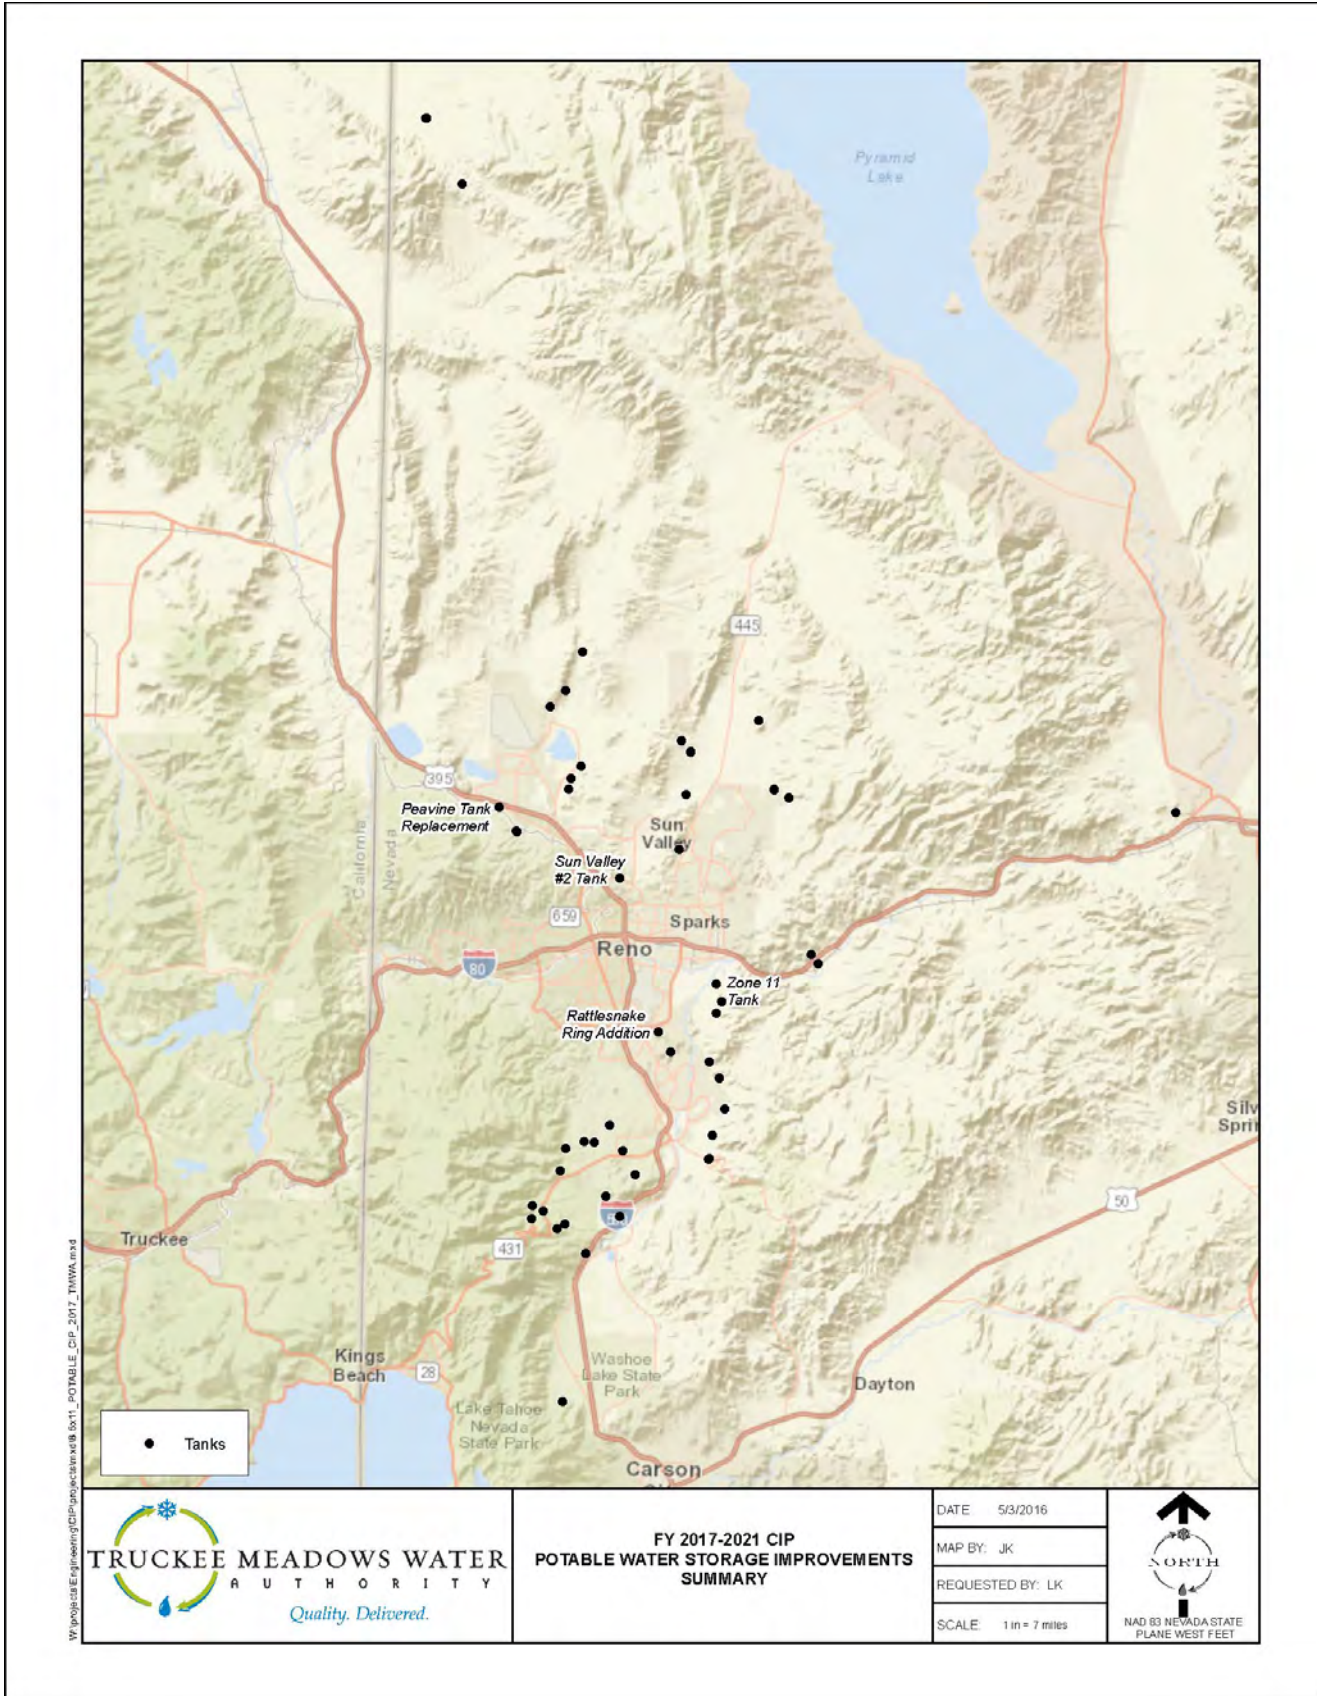 Pyramid
Lake
445
395
Peavine Tank
Replacement
California
Nevada
Sun
Valley
Sun Valley
#2 Tank
659
Sparks
Reno
80
Zone 11
Tank
Rattlesnake
Ring Addition
Silv
Sprin
50
Truckee
431
Kings
Beach
28
Washoe
Lake State
Park
Dayton
Lake Tahoe
Nevada
State Park
Carson
Tanks
TRUCKEE MEADOWS WATER
AUTHORITY
Quality. Delivered.
FY 2017-2021 CIP
POTABLE WATER STORAGE IMPROVEMENTS
SUMMARY
DATE 5/3/2016
MAP BY: JK
REQUESTED BY: LK
SCALE: 1 in = 7 miles
NORTH
NAD 83 NEVADA STATE
PLANE WEST FEET